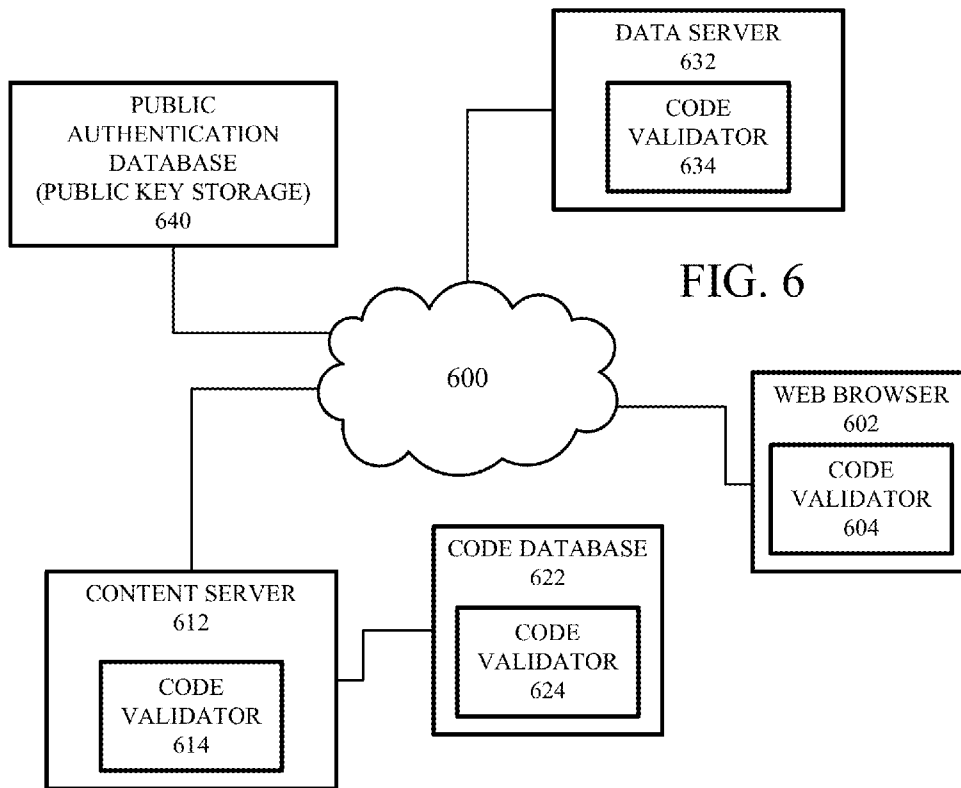 DATA SERVER
632
CODE
VALIDATOR
634
PUBLIC
AUTHENTICATION
DATABASE
(PUBLIC KEY STORAGE)
640
FIG. 6
600
WEB BROWSER
602
CODE
VALIDATOR
604
CODE DATABASE
622
CODE
VALIDATOR
624
CONTENT SERVER
612
CODE
VALIDATOR
614